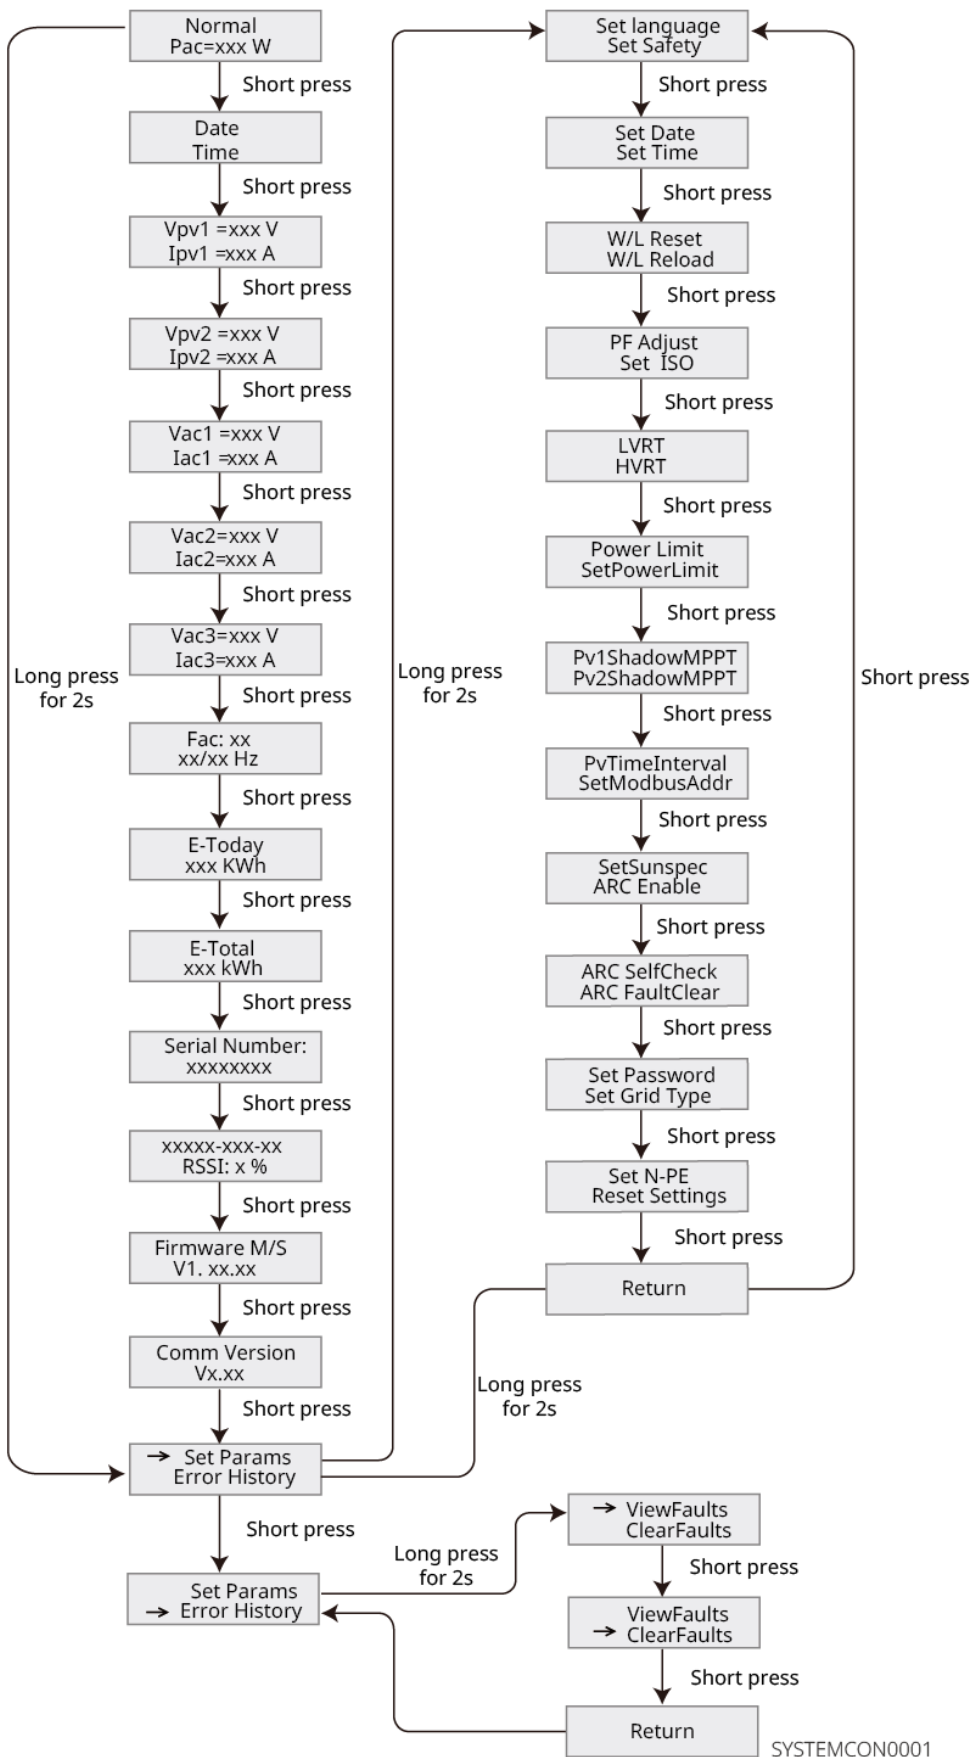 Normal
Pac=xxx W
Short press
Date
Time
Short press
Vpv1 =xxx V
Ipv1 =xxx A
Short press
Vpv2 =xxx V
Ipv2 =xxx A
Short press
Vac1 =xxx V
Iac1 =xxx A
Short press
Vac2=xxx V
Iac2=xxx A
Short press
Vac3=xxx V
Iac3=xxx A
Long press
for 2s
Short press
Fac: xx
xx/xx Hz
Short press
E-Today
xxx KWh
Short press
E-Total
xxx kWh
Short press
Serial Number:
xxxxxxxx
Short press
xxxxx-xxx-xx
RSSI: x %
Short press
Firmware M/S
V1. xx.xx
Short press
Comm Version
Vx.xx
Short press
→ Set Params
Error History
Short press
Set Params
→ Error History
Long press
for 2s
Set language
Set Safety
Short press
Set Date
Set Time
Short press
W/L Reset
W/L Reload
Short press
PF Adjust
Set ISO
Short press
LVRT
HVRT
Short press
Power Limit
SetPowerLimit
Short press
Pv1ShadowMPPT
Pv2ShadowMPPT
Short press
Short press
PvTimeInterval
SetModbusAddr
Short press
SetSunspec
ARC Enable
Short press
ARC SelfCheck
ARC FaultClear
Short press
Set Password
Set Grid Type
Short press
Set N-PE
Reset Settings
Short press
Return
Long press
for 2s
Long press
for 2s
→ ViewFaults
ClearFaults
Short press
ViewFaults
→ ClearFaults
Short press
Return
SYSTEMCON0001